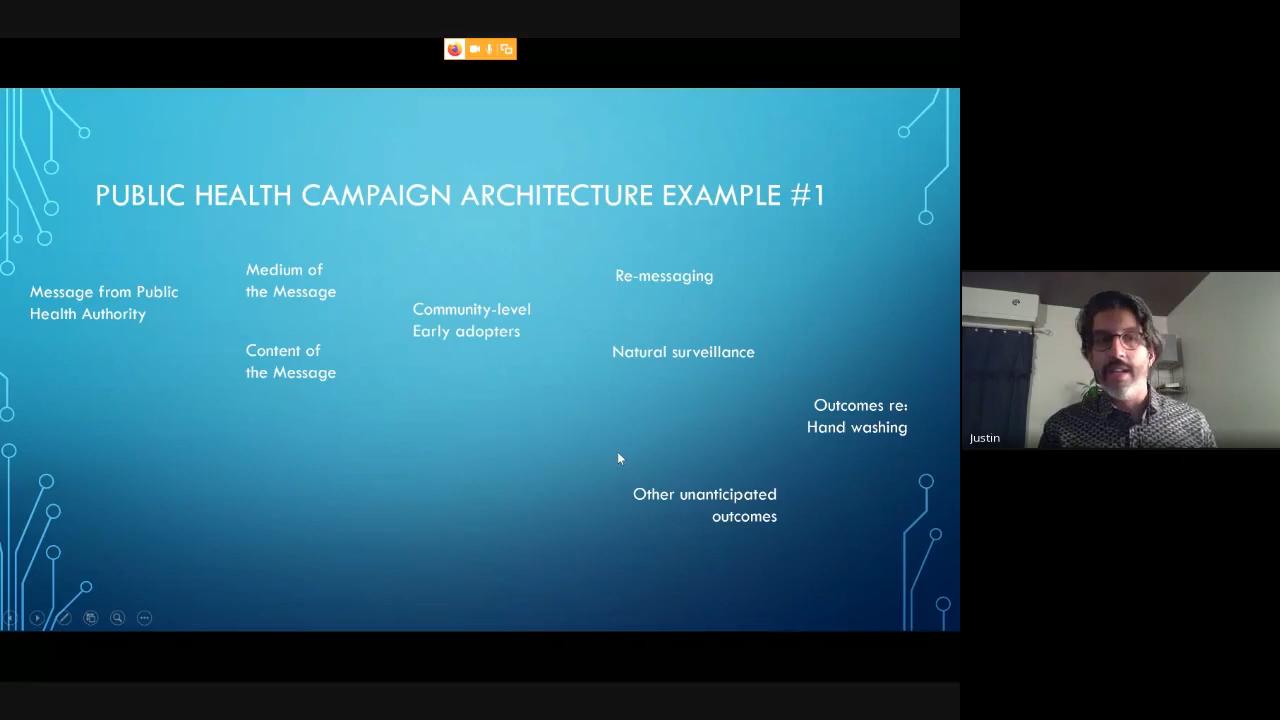 PUBLIC HEALTH CAMPAIGN ARCHITECTURE EXAMPLE #1
Message from Public
Health Authority
Medium of
the Message
Content of
the Message
Community-level
Early adopters
Re-messaging
Natural surveillance
Outcomes re:
Hand washing
Other unanticipated
outcomes
Justin